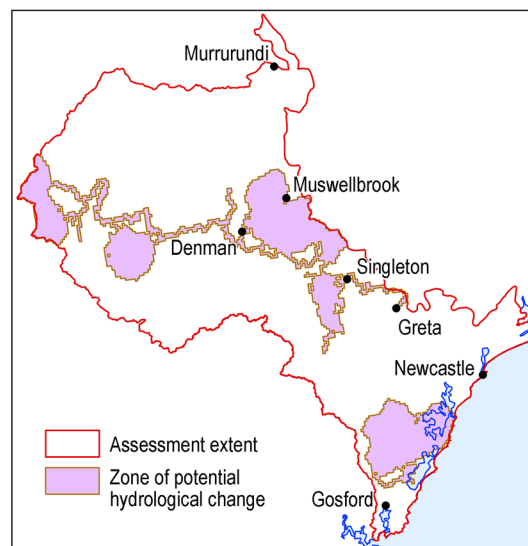 Murrurundi
Muswellbrook
Denman
Singleton
Greta
Newcastle
Assessment extent
Zone of potential
hydrological change
Gosford